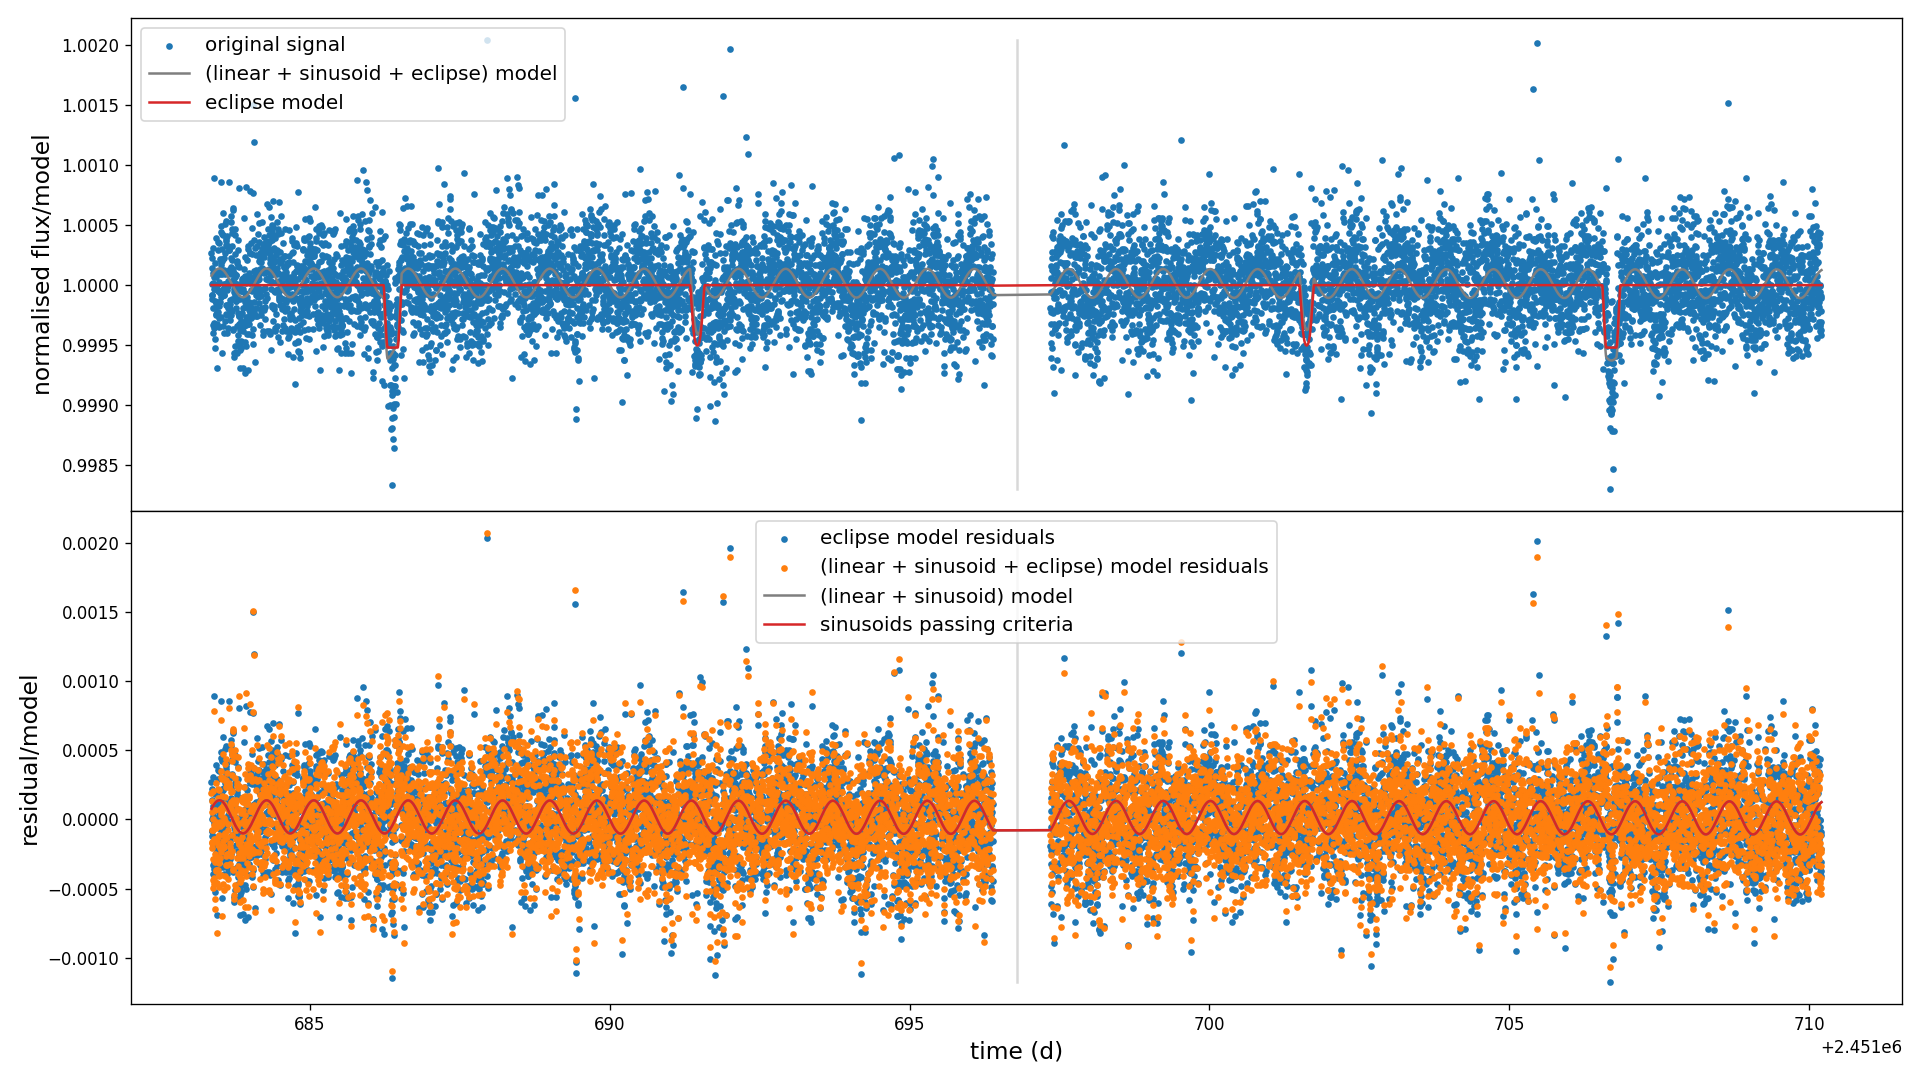 1.0020
1.0015
1.0010
1.0005
1.0000
0.9995
0.9990
0.9985
normalised flux/model
original signal
(linear + sinusoid + eclipse) model
eclipse model
0.0020
0.0015
0.0010
0.0005
0.0000
−0.0005
−0.0010
residual/model
eclipse model residuals
(linear + sinusoid + eclipse) model residuals
(linear + sinusoid) model
sinusoids passing criteria
685 690 695 700 705 710
time (d)
+2.451e6